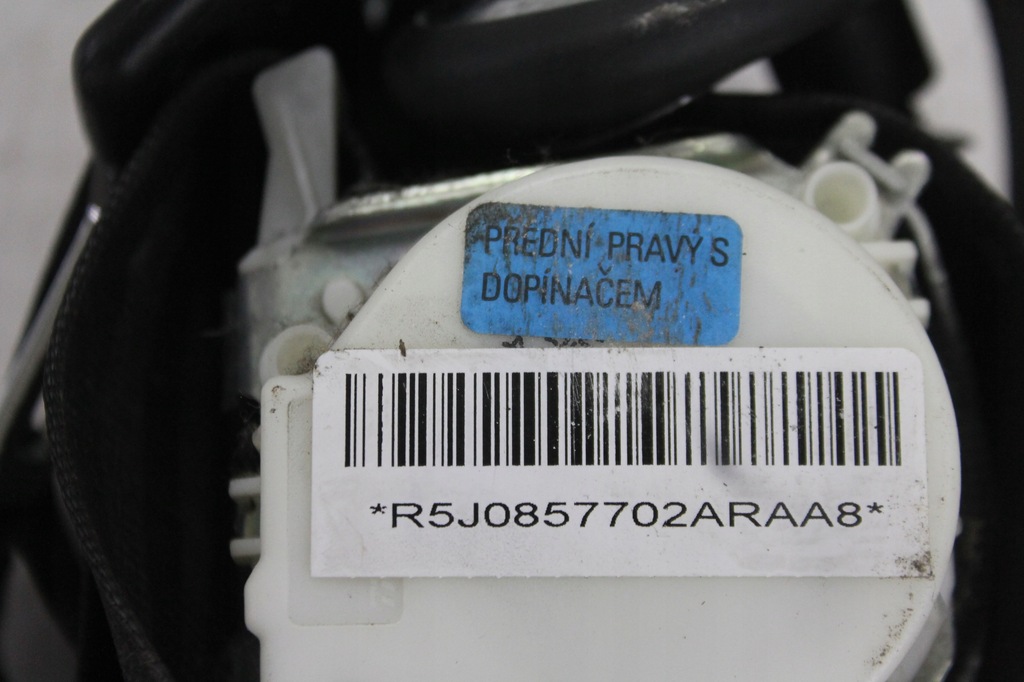 PŘEDNÍ PRAVÝ S
DOPÍNAČEM
*R5J0857702ARAA8*